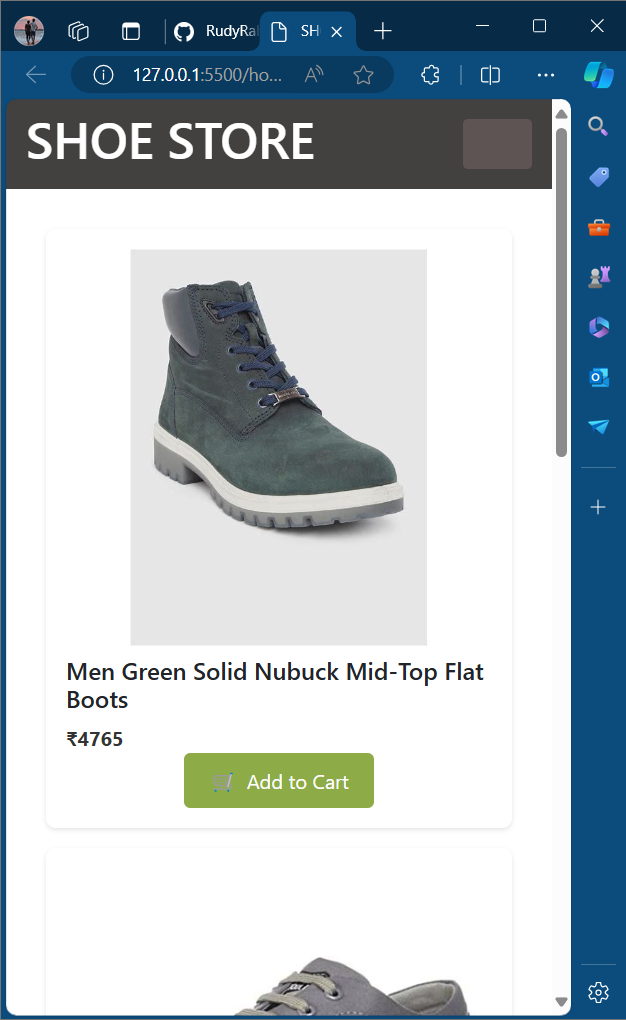 RudyRa
SH
127.0.0.1:5500/ho...
SHOE STORE
Men Green Solid Nubuck Mid-Top Flat
Boots
₹4765
Add to Cart